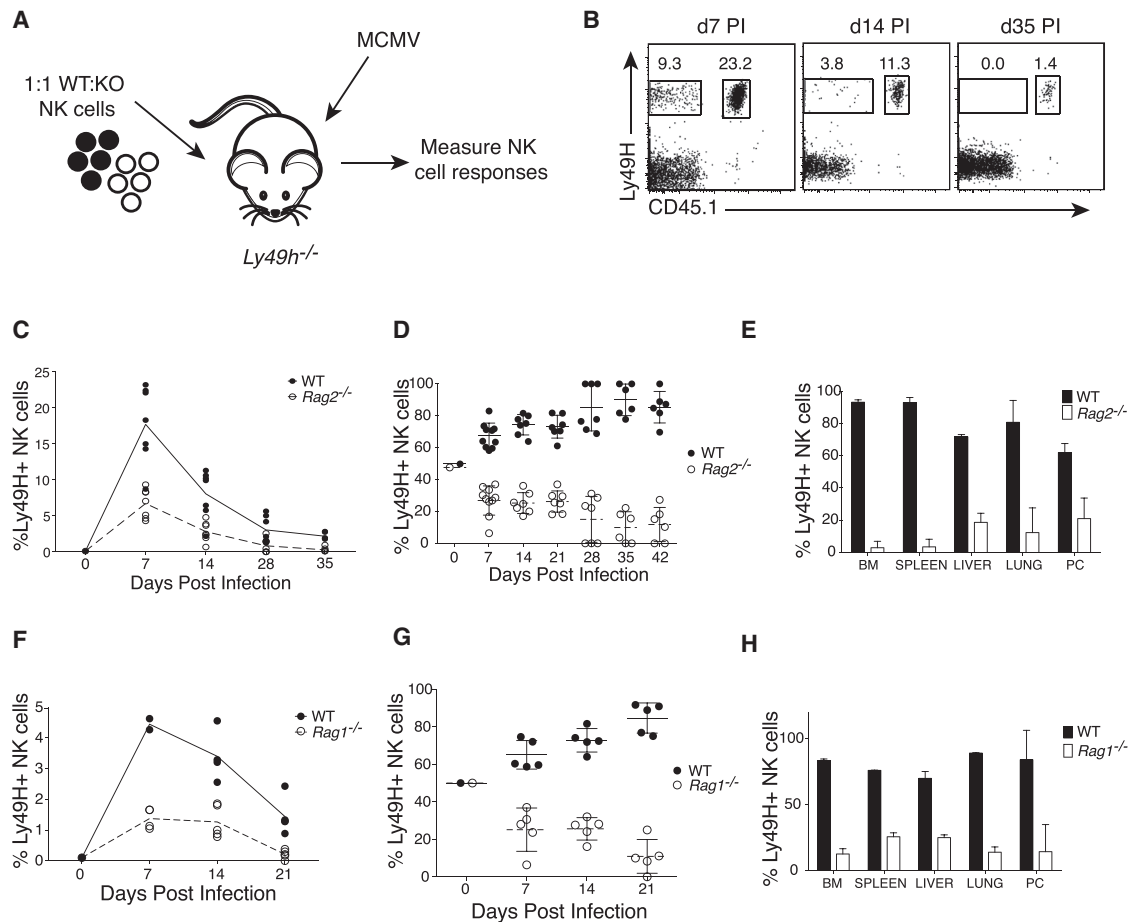 A
1:1 WT:KO
NK cells
MCMV
Measure NK
cell responses
Ly49h-/-
B
d7 PI
d14 PI
d35 PI
9.3
23.2
3.8
11.3
0.0
1.4
Ly49H
CD45.1
C
%Ly49H+ NK cells
25
20
15
10
5
0
0
7
14
28
35
Days Post Infection
WT
Rag2-/-
D
% Ly49H+ NK cells
100
80
60
40
20
0
0
7
14
21
28
35
42
Days Post Infection
WT
Rag2-/-
E
% Ly49H+ NK cells
100
80
60
40
20
0
BM
SPLEEN
LIVER
LUNG
PC
WT
Rag2-/-
F
% Ly49H+ NK cells
5
4
3
2
1
0
0
7
14
21
Days Post Infection
WT
Rag1-/-
G
% Ly49H+ NK cells
100
80
60
40
20
0
0
7
14
21
Days Post Infection
WT
Rag1-/-
H
% Ly49H+ NK cells
100
50
0
BM
SPLEEN
LIVER
LUNG
PC
WT
Rag1-/-